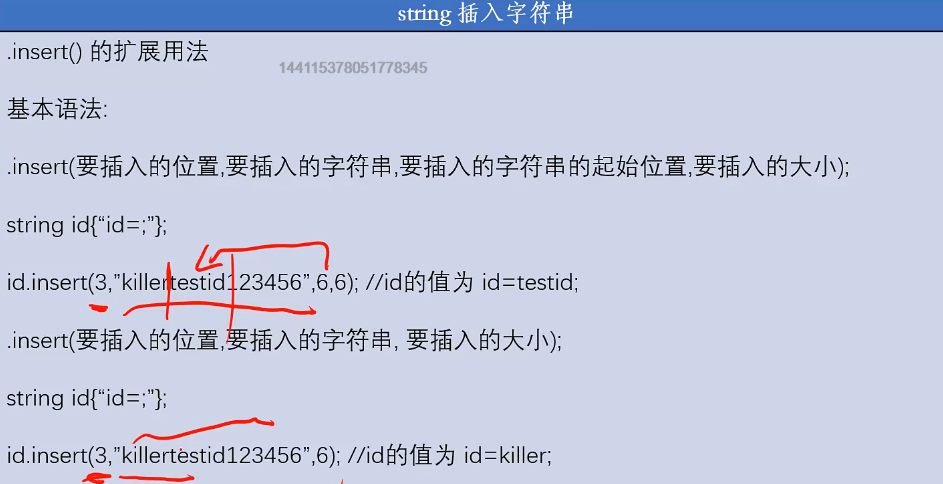 string 插入字符串
.insert() 的扩展用法
144115378051778345
基本语法:
.insert(要插入的位置,要插入的字符串,要插入的字符串的起始位置,要插入的大小);
string id{“id=;”};
id.insert(3,”killertestid123456”,6,6); //id的值为 id=testid;
.insert(要插入的位置,要插入的字符串, 要插入的大小);
string id{“id=;”};
id.insert(3,”killertestid123456”,6); //id的值为 id=killer;